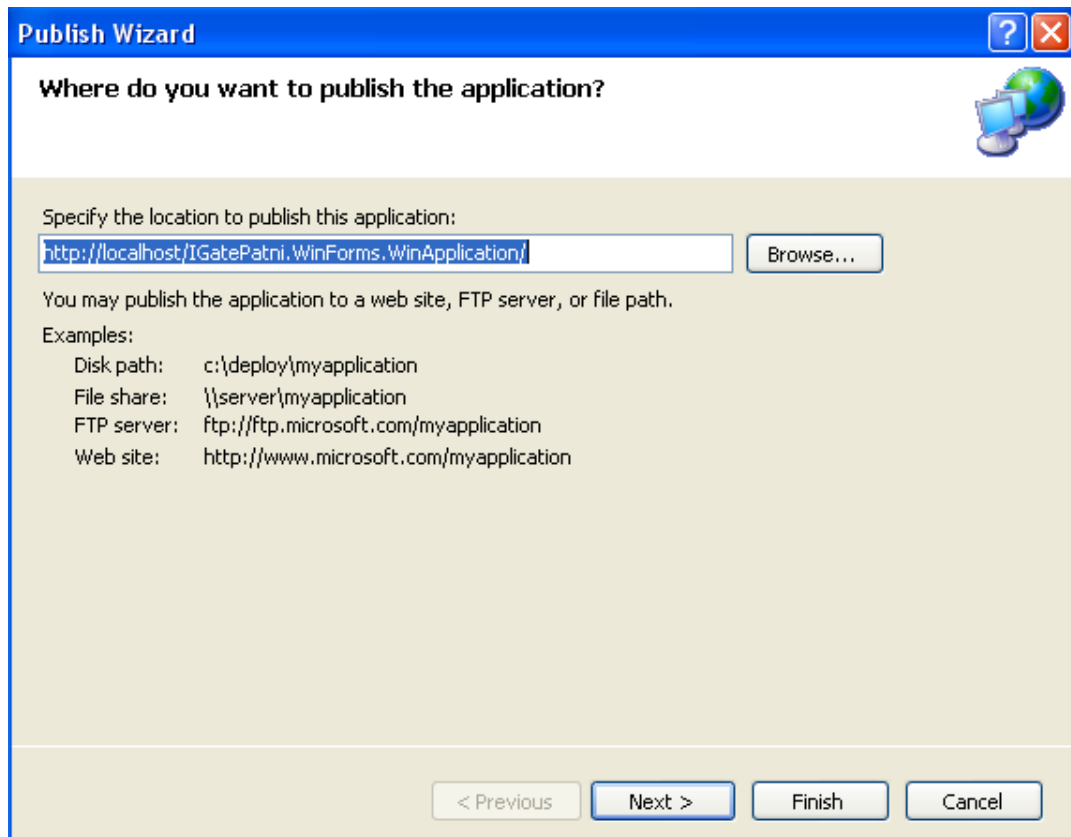 Publish Wizard
Where do you want to publish the application?
Specify the location to publish this application:
http://localhost/IGatePatni.WinForms.WinApplication/
Browse...
You may publish the application to a web site, FTP server, or file path.
Examples:
Disk path: c:\deploy\myapplication
File share: \\server\myapplication
FTP server: ftp://ftp.microsoft.com/myapplication
Web site: http://www.microsoft.com/myapplication
< Previous Next > Finish Cancel